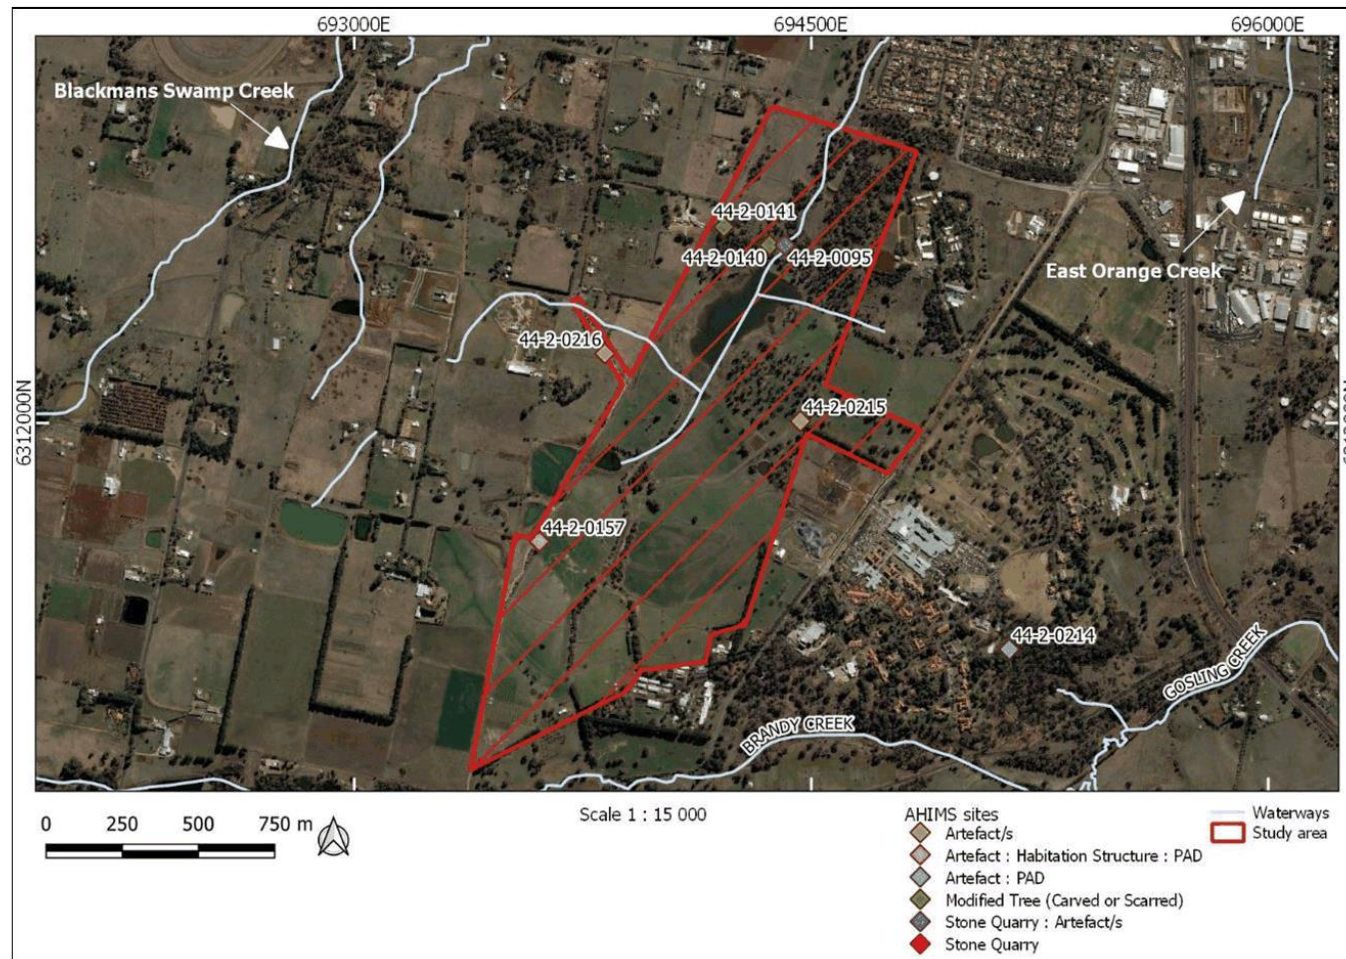 693000E
694500E
696000E
Blackmans Swamp Creek
44-2-0141
44-2-0140
44-2-0095
East Orange Creek
44-2-0216
6312000N
44-2-0215
44-2-0157
44-2-0214
GOSLING CREEK
BRANDY CREEK
0 250 500 750 m
Scale 1 : 15 000
AHIMS sites
Artefact/s
Artefact : Habitation Structure : PAD
Artefact : PAD
Modified Tree (Carved or Scarred)
Stone Quarry : Artefact/s
Stone Quarry
Waterways
Study area